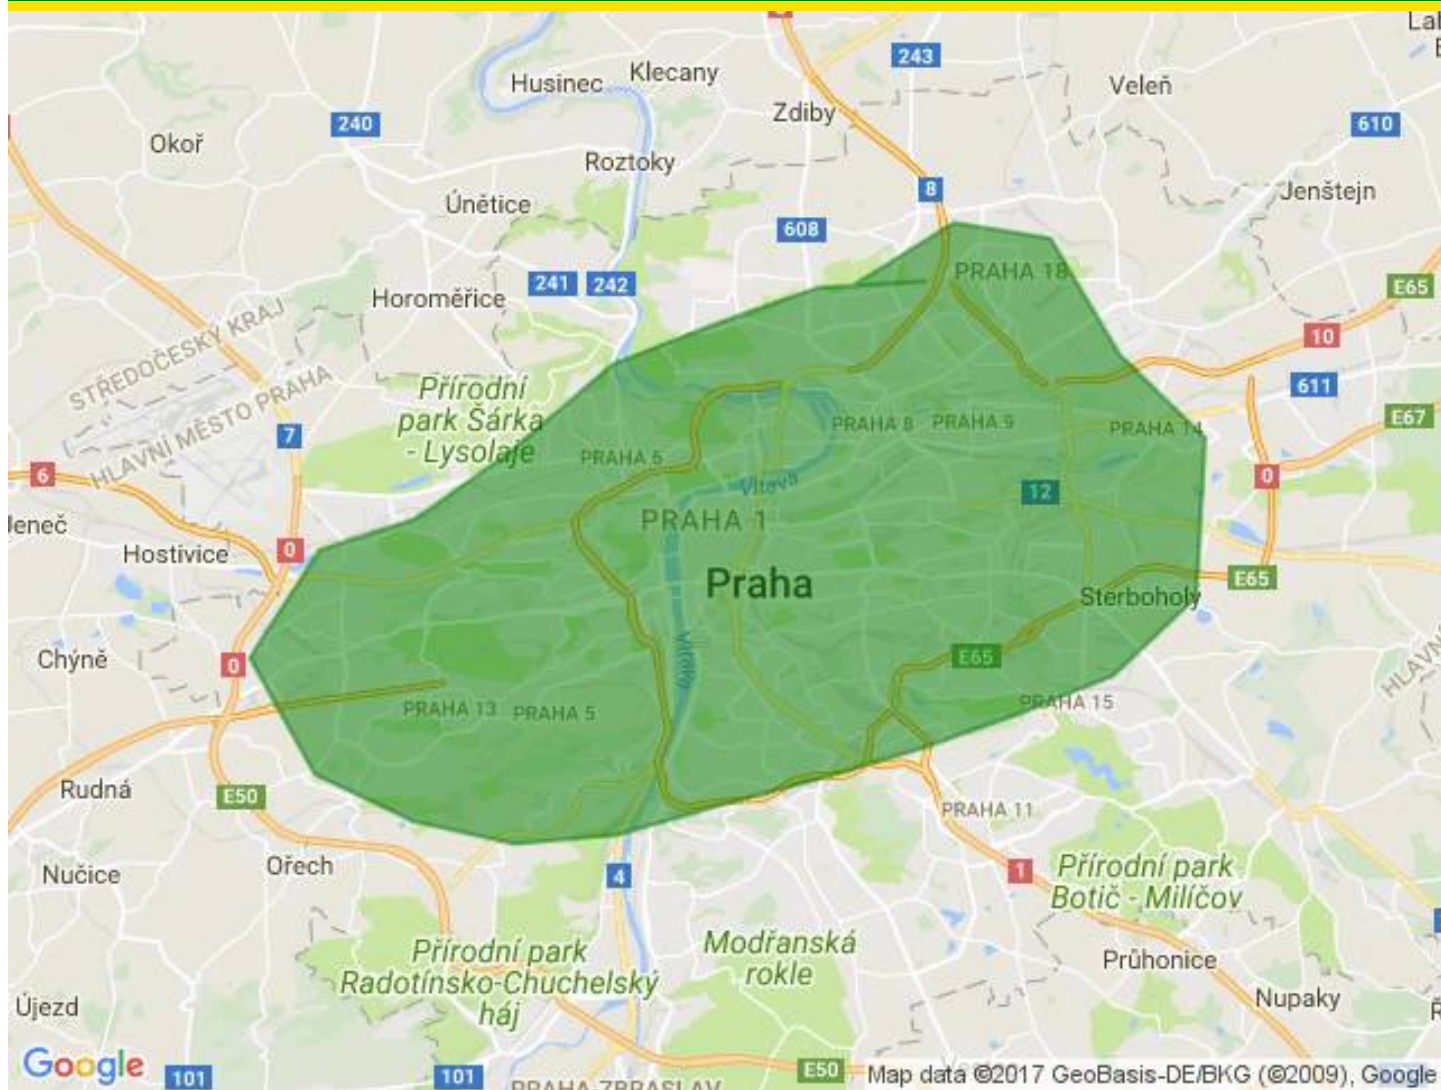 243
Klecany
Husinec
Veleň
Zdiby
240
610
Okoř
Roztoky
8
Jenštejn
Únětice
608
PRAHA 18
241
242
E65
Horoměřice
STŘEDOČESKÝ KRAJ
10
HLAVNÍ MĚSTO PRAHA
Přírodní
park Šárka
- Lysolaje
611
E67
7
PRAHA 8
PRAHA 9
PRAHA 14
PRAHA 6
6
0
Vltava
12
PRAHA 1
Jeneč
Hostivice
0
Praha
E65
Štěrboholy
Chýně
0
E65
Vltava
PRAHA 13
PRAHA 5
PRAHA 15
Rudná
E50
PRAHA 11
Ořech
Nučice
4
1
Přírodní park
Botič - Milíčov
Přírodní park
Radotínsko-Chuchelský
háj
Modřanská
rokle
Průhonice
Nupaky
Újezd
Google
101
101
PRAHA-ZBRASLAV
E50
Map data ©2017 GeoBasis-DE/BKG (©2009), Google